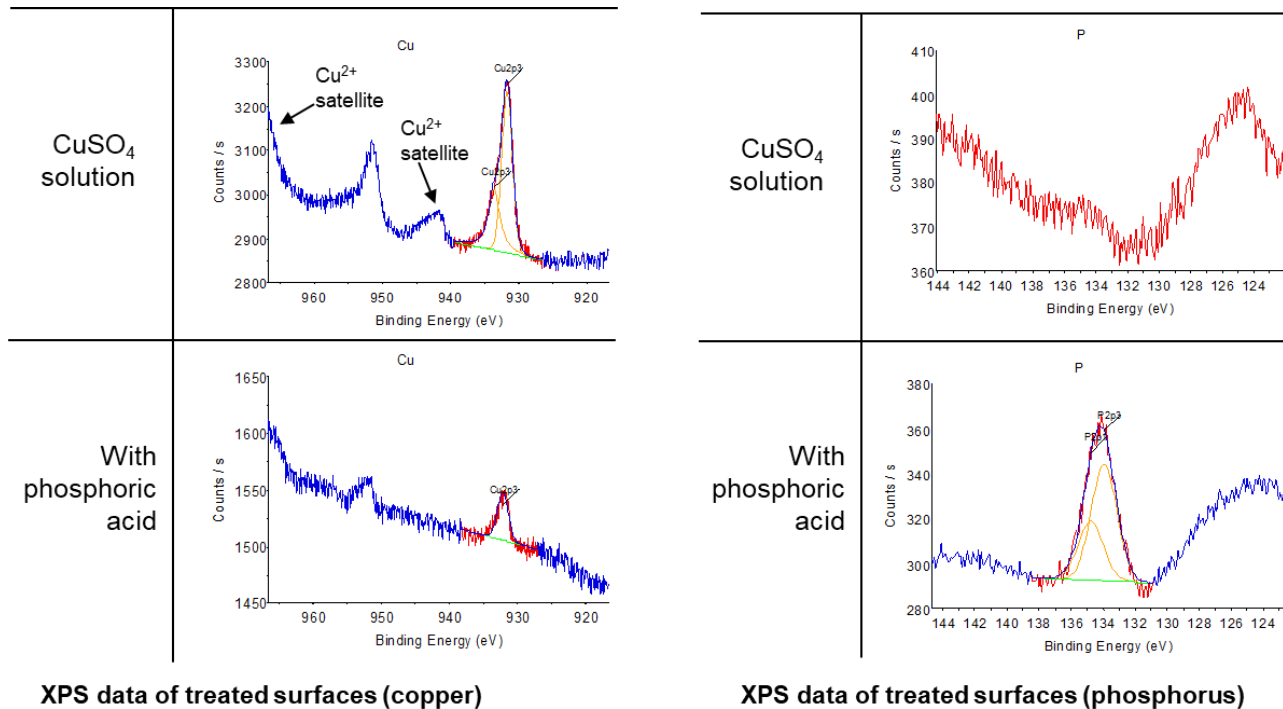 Cu
CuSO4
solution
Counts / s
3300
3200
3100
3000
2900
2800
Cu2+
satellite
Cu2+
satellite
Cu2p3
Cu2p3
960
950
940
930
920
Binding Energy (eV)
With
phosphoric
acid
Cu
Counts / s
1650
1600
1550
1500
1450
Cu2p3
960
950
940
930
920
Binding Energy (eV)
XPS data of treated surfaces (copper)
P
CuSO4
solution
Counts / s
410
400
390
380
370
360
144 142 140 138 136 134 132 130 128 126 124
Binding Energy (eV)
With
phosphoric
acid
P
Counts / s
380
360
340
320
300
280
P2p3
144 142 140 138 136 134 132 130 128 126 124
Binding Energy (eV)
XPS data of treated surfaces (phosphorus)